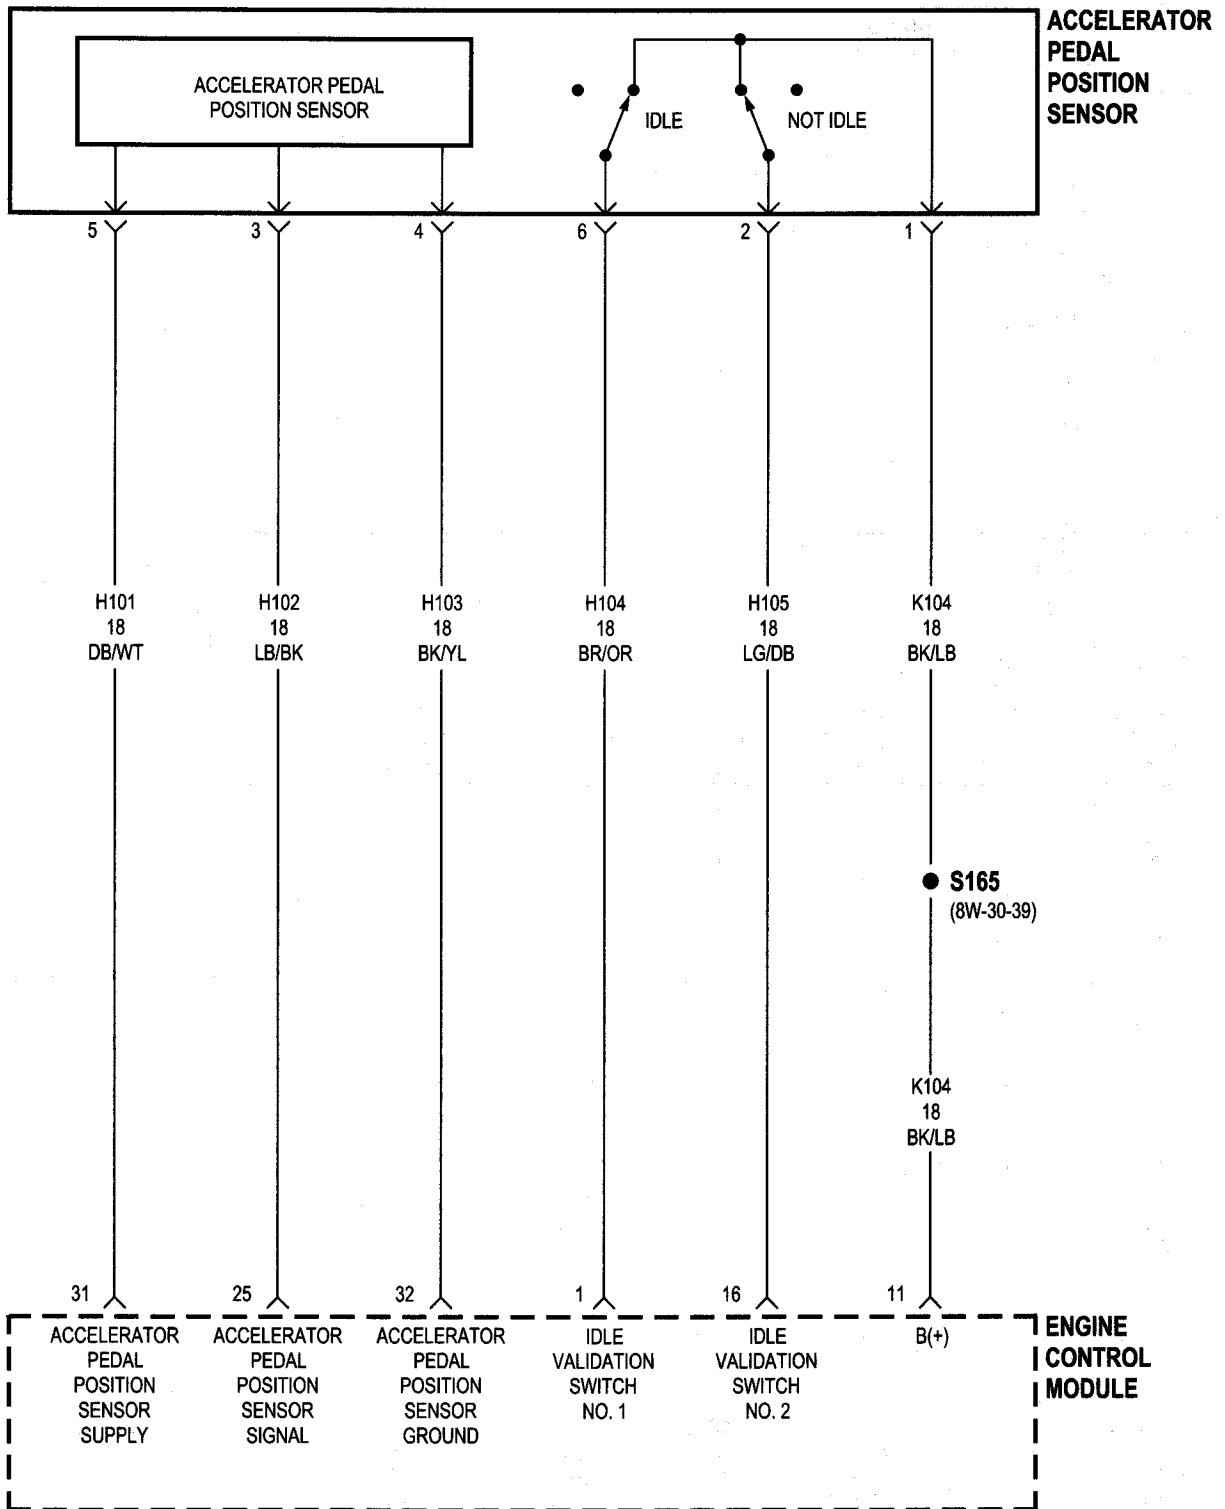 ACCELERATOR
PEDAL
POSITION
SENSOR
ACCELERATOR PEDAL
POSITION SENSOR
IDLE
NOT IDLE
5
3
4
6
2
1
H101
18
DB/WT
H102
18
LB/BK
H103
18
BK/YL
H104
18
BR/OR
H105
18
LG/DB
K104
18
BK/LB
S165
(8W-30-39)
K104
18
BK/LB
31
25
32
1
16
11
ACCELERATOR
PEDAL
POSITION
SENSOR
SUPPLY
ACCELERATOR
PEDAL
POSITION
SENSOR
SIGNAL
ACCELERATOR
PEDAL
POSITION
SENSOR
GROUND
IDLE
VALIDATION
SWITCH
NO. 1
IDLE
VALIDATION
SWITCH
NO. 2
B(+)
ENGINE
CONTROL
MODULE